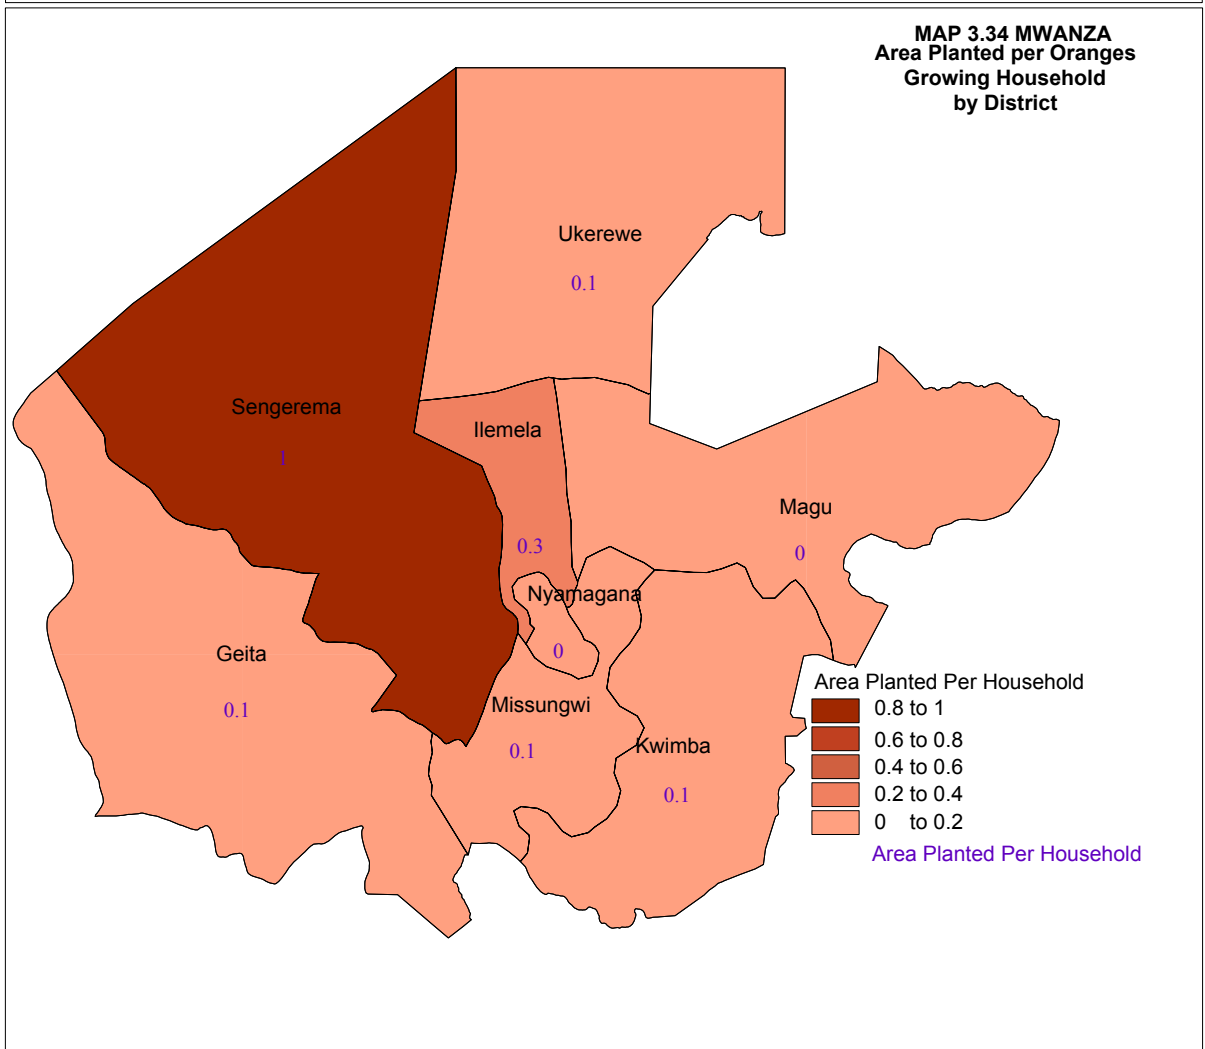 MAP 3.34 MWANZA
Area Planted per Oranges
Growing Household
by District
Ukerewe
0.1
Sengerema
1
Ilemela
0.3
Magu
0
Nyamagana
0
Geita
0.1
Missungwi
0.1
Kwimba
0.1
Area Planted Per Household
0.8 to 1
0.6 to 0.8
0.4 to 0.6
0.2 to 0.4
0 to 0.2
Area Planted Per Household